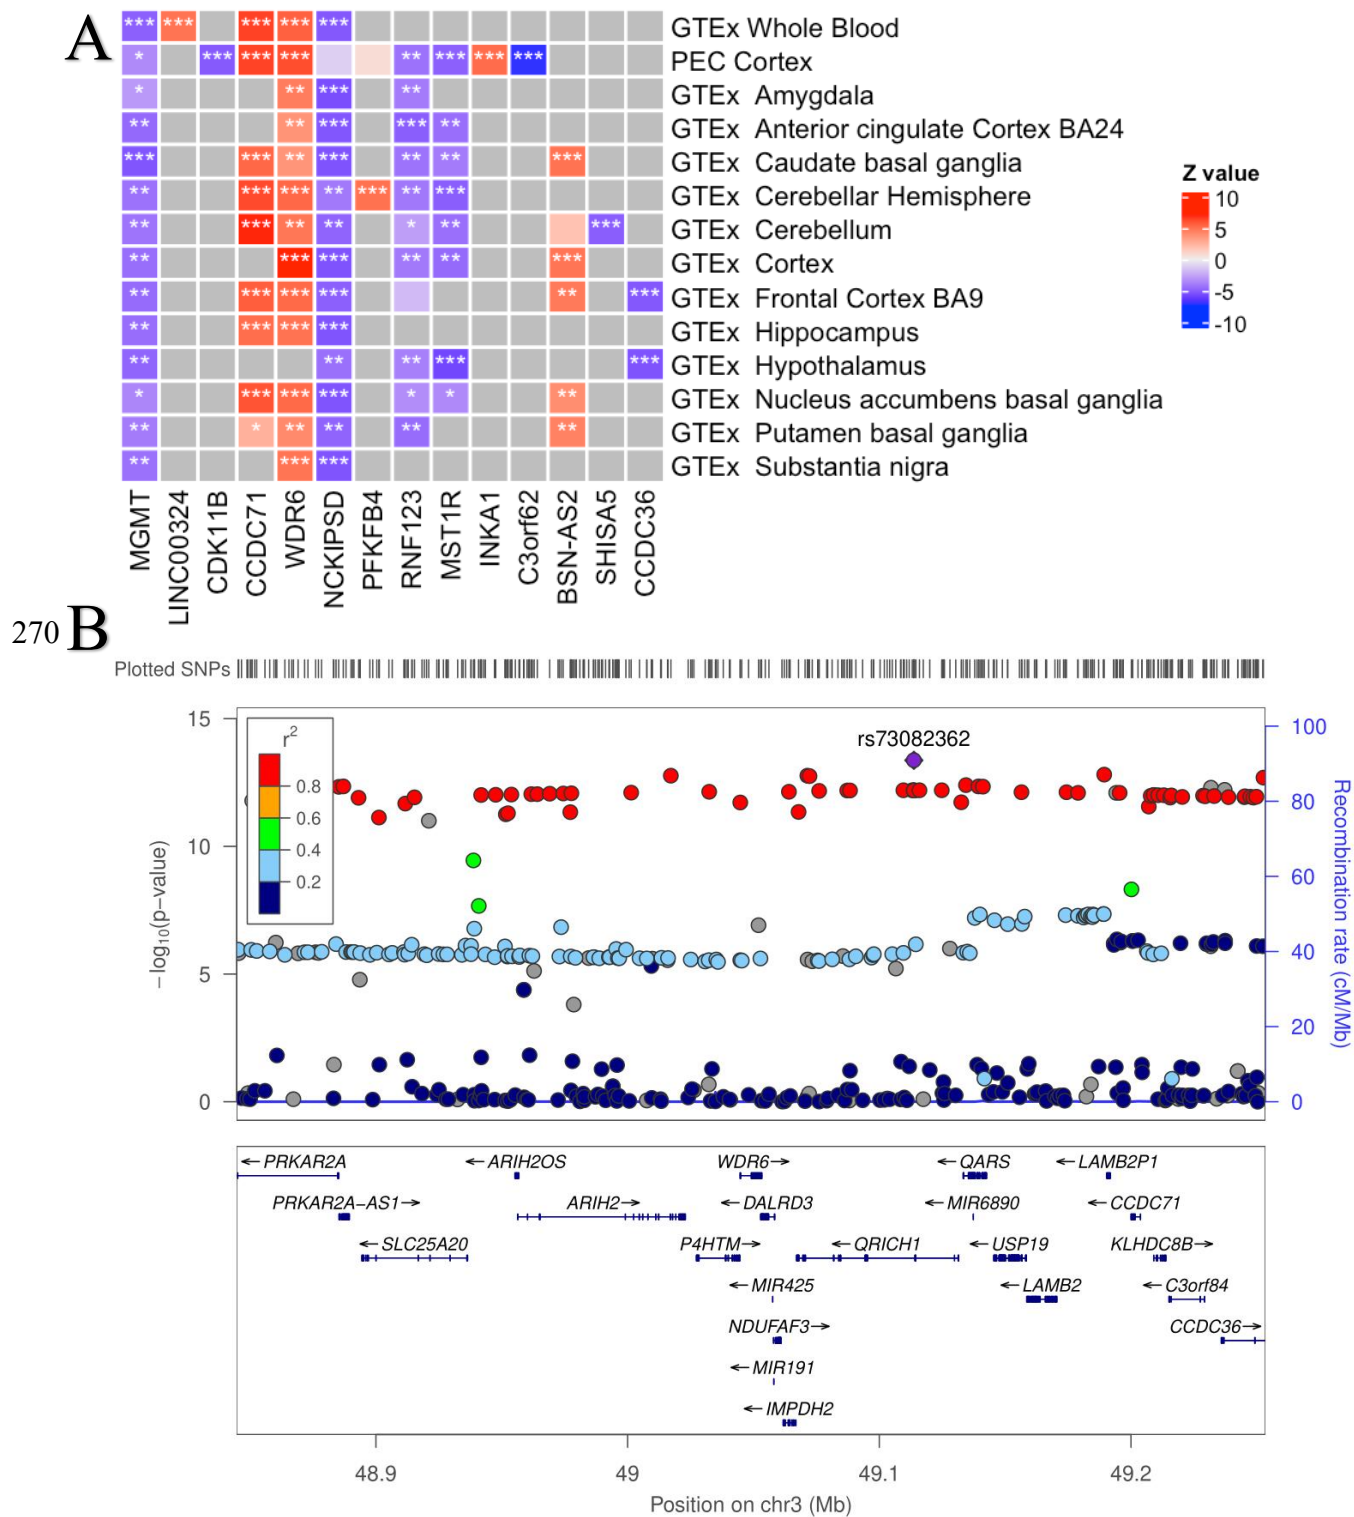 A
*** *** *** *** *** GTEx Whole Blood
* *** *** *** ** *** *** *** PEC Cortex
* ** *** ** GTEx Amygdala
** ** *** *** ** GTEx Anterior cingulate Cortex BA24
*** *** ** *** ** ** *** GTEx Caudate basal ganglia
** *** *** ** *** ** *** GTEx Cerebellar Hemisphere
** *** ** ** * ** *** GTEx Cerebellum
** *** *** ** ** *** GTEx Cortex
** *** *** *** ** *** GTEx Frontal Cortex BA9
** *** *** *** GTEx Hippocampus
** ** ** *** *** GTEx Hypothalamus
* *** *** *** * * ** GTEx Nucleus accumbens basal ganglia
** * ** ** ** ** GTEx Putamen basal ganglia
** *** *** GTEx Substantia nigra
Z value
10
5
0
-5
-10
MGMT
LINC00324
CDK11B
CCDC71
WDR6
NCKIPSD
PFKFB4
RNF123
MST1R
INKA1
C3orf62
BSN-AS2
SHISA5
CCDC36
270 B
Plotted SNPs
15
10
5
0
−log10(p−value)
r2
0.8
0.6
0.4
0.2
rs73082362
100
80
60
40
20
0
Recombination rate (cM/Mb)
←PRKAR2A ←ARIH2OS WDR6→ ←QARS ←LAMB2P1
PRKAR2A−AS1→ ARIH2→ ←DALRD3 ←MIR6890 ←CCDC71
←SLC25A20 P4HTM→ ←QRICH1 ←USP19 KLHDC8B→
←MIR425 ←LAMB2 ←C3orf84
NDUFAF3→ CCDC36→
←MIR191
←IMPDH2
48.9 49 49.1 49.2
Position on chr3 (Mb)